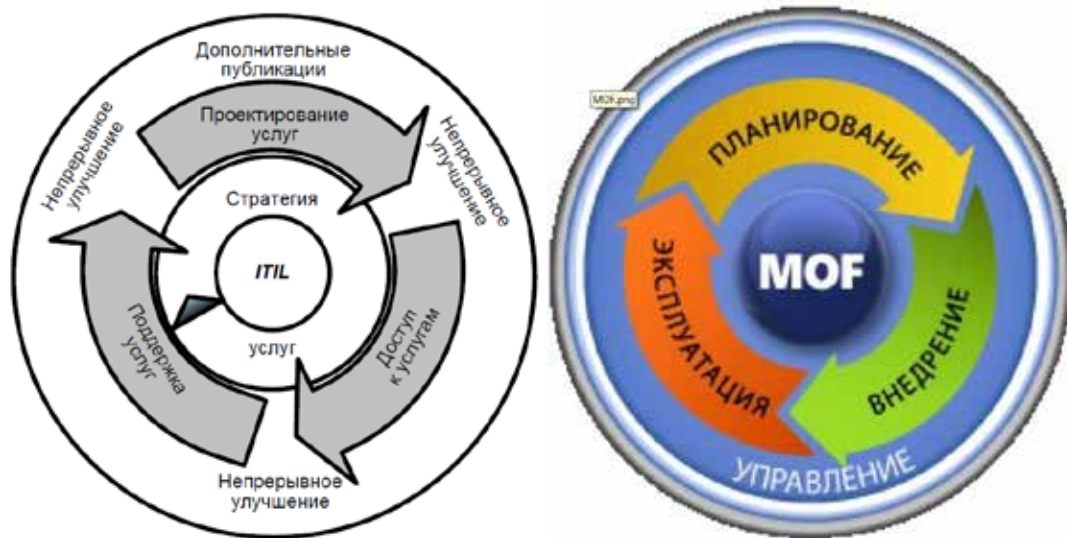 Дополнительные
публикации
Непрерывное
улучшение
Проектирование
услуг
Непрерывное
улучшение
Стратегия
ITIL
услуг
Поддержка
услуг
Доступ
к услугам
Непрерывное
улучшение
MOF.png
ПЛАНИРОВАНИЕ
MOF
ЭКСПЛУАТАЦИЯ
ВНЕДРЕНИЕ
УПРАВЛЕНИЕ